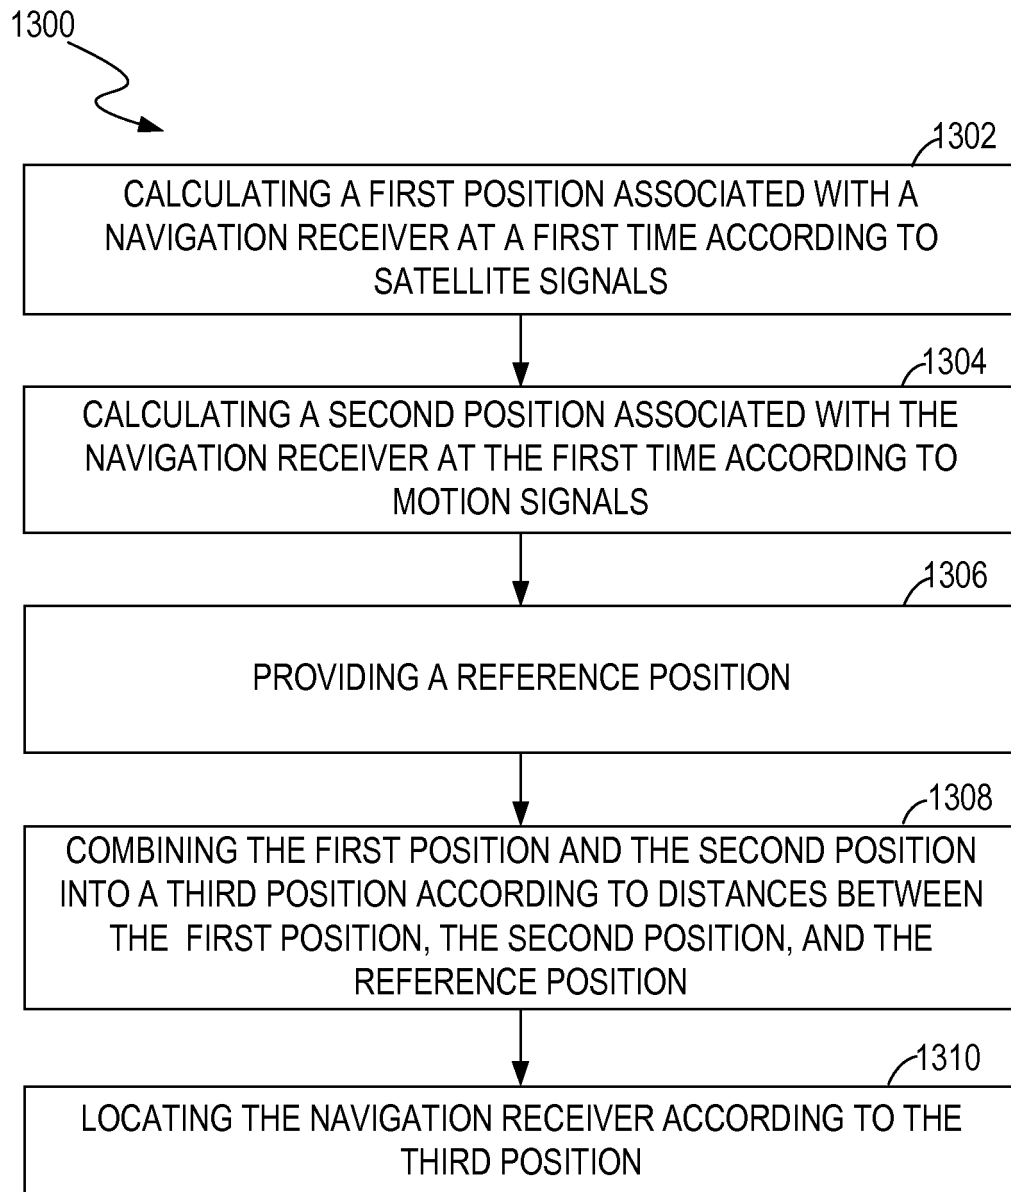 1300
1302
CALCULATING A FIRST POSITION ASSOCIATED WITH A
NAVIGATION RECEIVER AT A FIRST TIME ACCORDING TO
SATELLITE SIGNALS
1304
CALCULATING A SECOND POSITION ASSOCIATED WITH THE
NAVIGATION RECEIVER AT THE FIRST TIME ACCORDING TO
MOTION SIGNALS
1306
PROVIDING A REFERENCE POSITION
1308
COMBINING THE FIRST POSITION AND THE SECOND POSITION
INTO A THIRD POSITION ACCORDING TO DISTANCES BETWEEN
THE FIRST POSITION, THE SECOND POSITION, AND THE
REFERENCE POSITION
1310
LOCATING THE NAVIGATION RECEIVER ACCORDING TO THE
THIRD POSITION